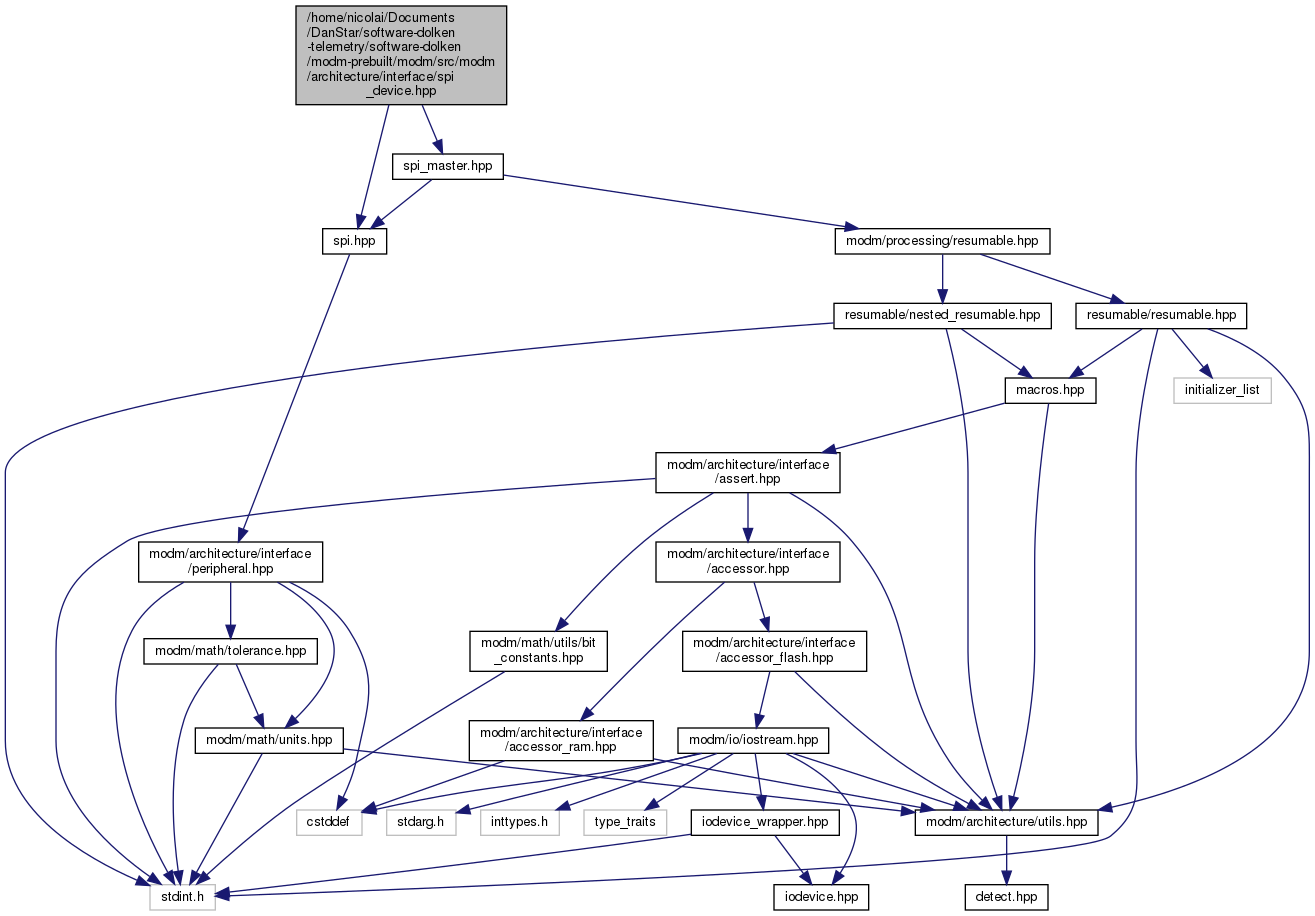 /home/nicolai/Documents
/DanStar/software-dolken
-telemetry/software-dolken
/modm-prebuilt/modm/src/modm
/architecture/interface/spi
_device.hpp
spi_master.hpp
spi.hpp
modm/processing/resumable.hpp
resumable/nested_resumable.hpp
resumable/resumable.hpp
macros.hpp
initializer_list
modm/architecture/interface
/assert.hpp
modm/architecture/interface
/peripheral.hpp
modm/architecture/interface
/accessor.hpp
modm/math/tolerance.hpp
modm/math/utils/bit
_constants.hpp
modm/architecture/interface
/accessor_flash.hpp
modm/math/units.hpp
modm/architecture/interface
/accessor_ram.hpp
modm/io/iostream.hpp
cstddef
stdarg.h
inttypes.h
type_traits
iodevice_wrapper.hpp
modm/architecture/utils.hpp
stdint.h
iodevice.hpp
detect.hpp